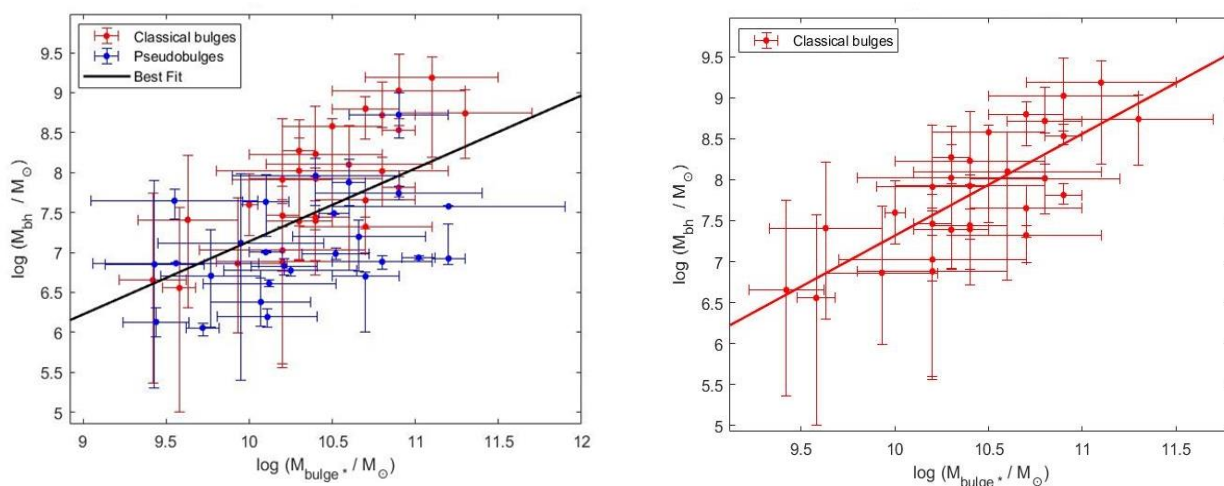 Classical bulges
Pseudobulges
Best Fit
9.5
9
8.5
8
7.5
7
6.5
6
5.5
5
log (M_bh / M_⊙)
9 9.5 10 10.5 11 11.5 12
log (M_bulge * / M_⊙)
Classical bulges
9.5
9
8.5
8
7.5
7
6.5
6
5.5
5
log (M_bh / M_⊙)
9.5 10 10.5 11 11.5
log (M_bulge * / M_⊙)